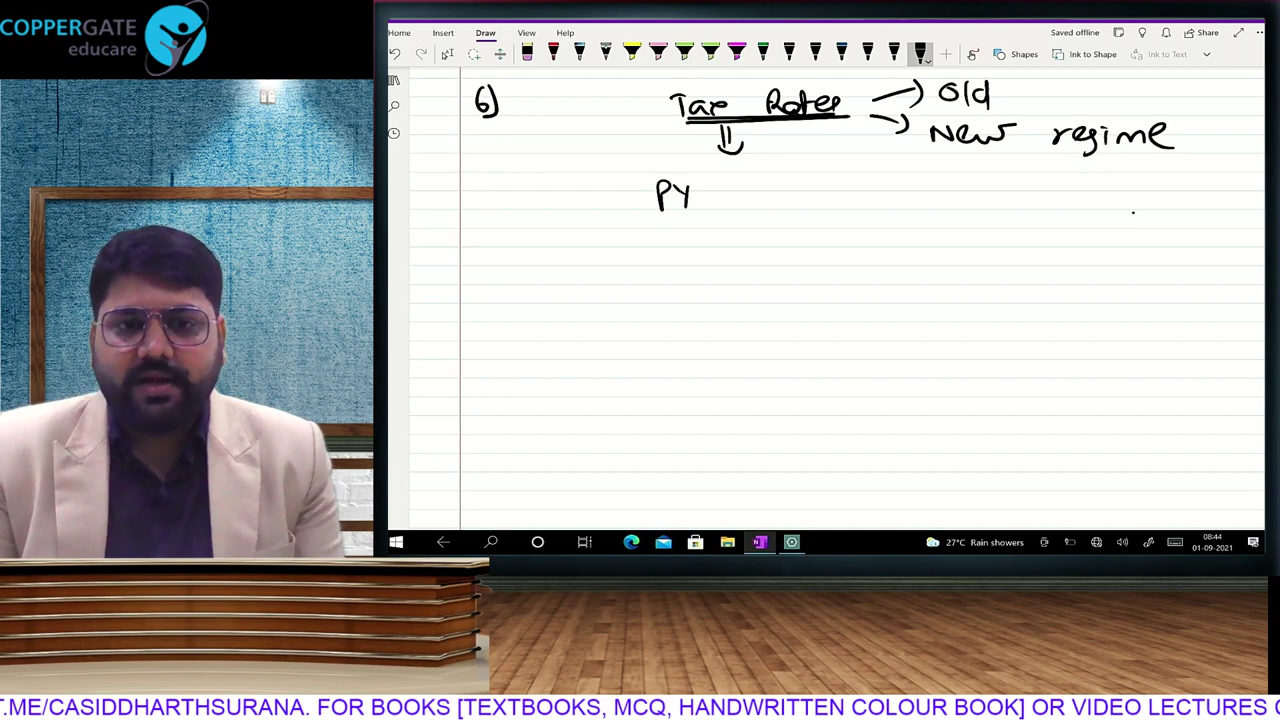 COPPERGATE
educare
Home Insert Draw View Help
Saved offline
Share
Shapes
Ink to Shape
Ink to Text
6)
Tax Rates
Old
New regime
PY
27°C Rain showers
08:44
01-09-2021
T.ME/CASIDDHARTHSURANA. FOR BOOKS [TEXTBOOKS, MCQ, HANDWRITTEN COLOUR BOOK] OR VIDEO LECTURES